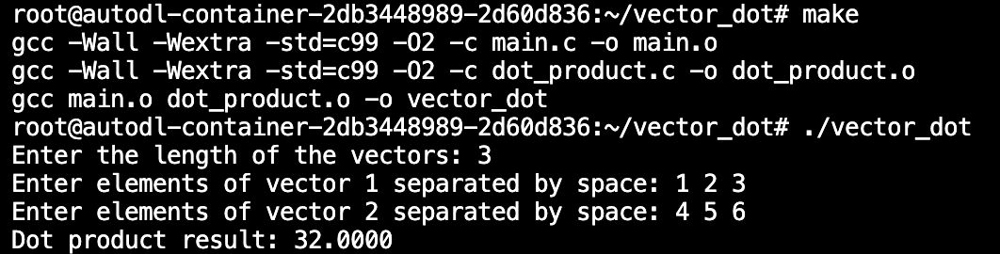 root@autodl-container-2db3448989-2d60d836:~/vector_dot# make
gcc -Wall -Wextra -std=c99 -O2 -c main.c -o main.o
gcc -Wall -Wextra -std=c99 -O2 -c dot_product.c -o dot_product.o
gcc main.o dot_product.o -o vector_dot
root@autodl-container-2db3448989-2d60d836:~/vector_dot# ./vector_dot
Enter the length of the vectors: 3
Enter elements of vector 1 separated by space: 1 2 3
Enter elements of vector 2 separated by space: 4 5 6
Dot product result: 32.0000